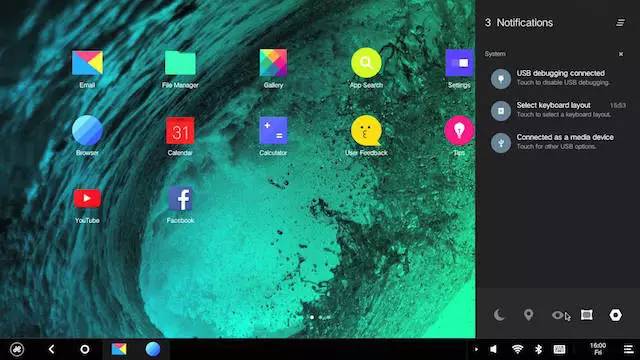 3 Notifications
System
USB debugging connected
Touch to disable USB debugging.
Select keyboard layout 15:53
Touch to select a keyboard layout.
Connected as a media device
Touch for other USB options.
Email
File Manager
Gallery
App Search
Settings
Browser
31
Calendar
Calculator
User Feedback
Tips
YouTube
Facebook
16:00
Fri